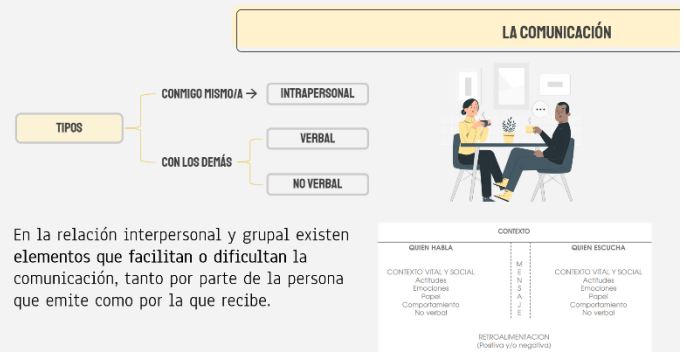 LA COMUNICACIÓN
TIPOS
CONMIGO MISMO/A →
INTRAPERSONAL
CON LOS DEMÁS
VERBAL
NO VERBAL
En la relación interpersonal y grupal existen
elementos que facilitan o dificultan la
comunicación, tanto por parte de la persona
que emite como por la que recibe.
CONTEXTO
QUIEN HABLA
CONTEXTO VITAL Y SOCIAL
Actitudes
Emociones
Papel
Comportamiento
No verbal
MENSAJE
QUIEN ESCUCHA
CONTEXTO VITAL Y SOCIAL
Actitudes
Emociones
Papel
Comportamiento
No verbal
RETROALIMENTACION
(Positiva y/o negativa)